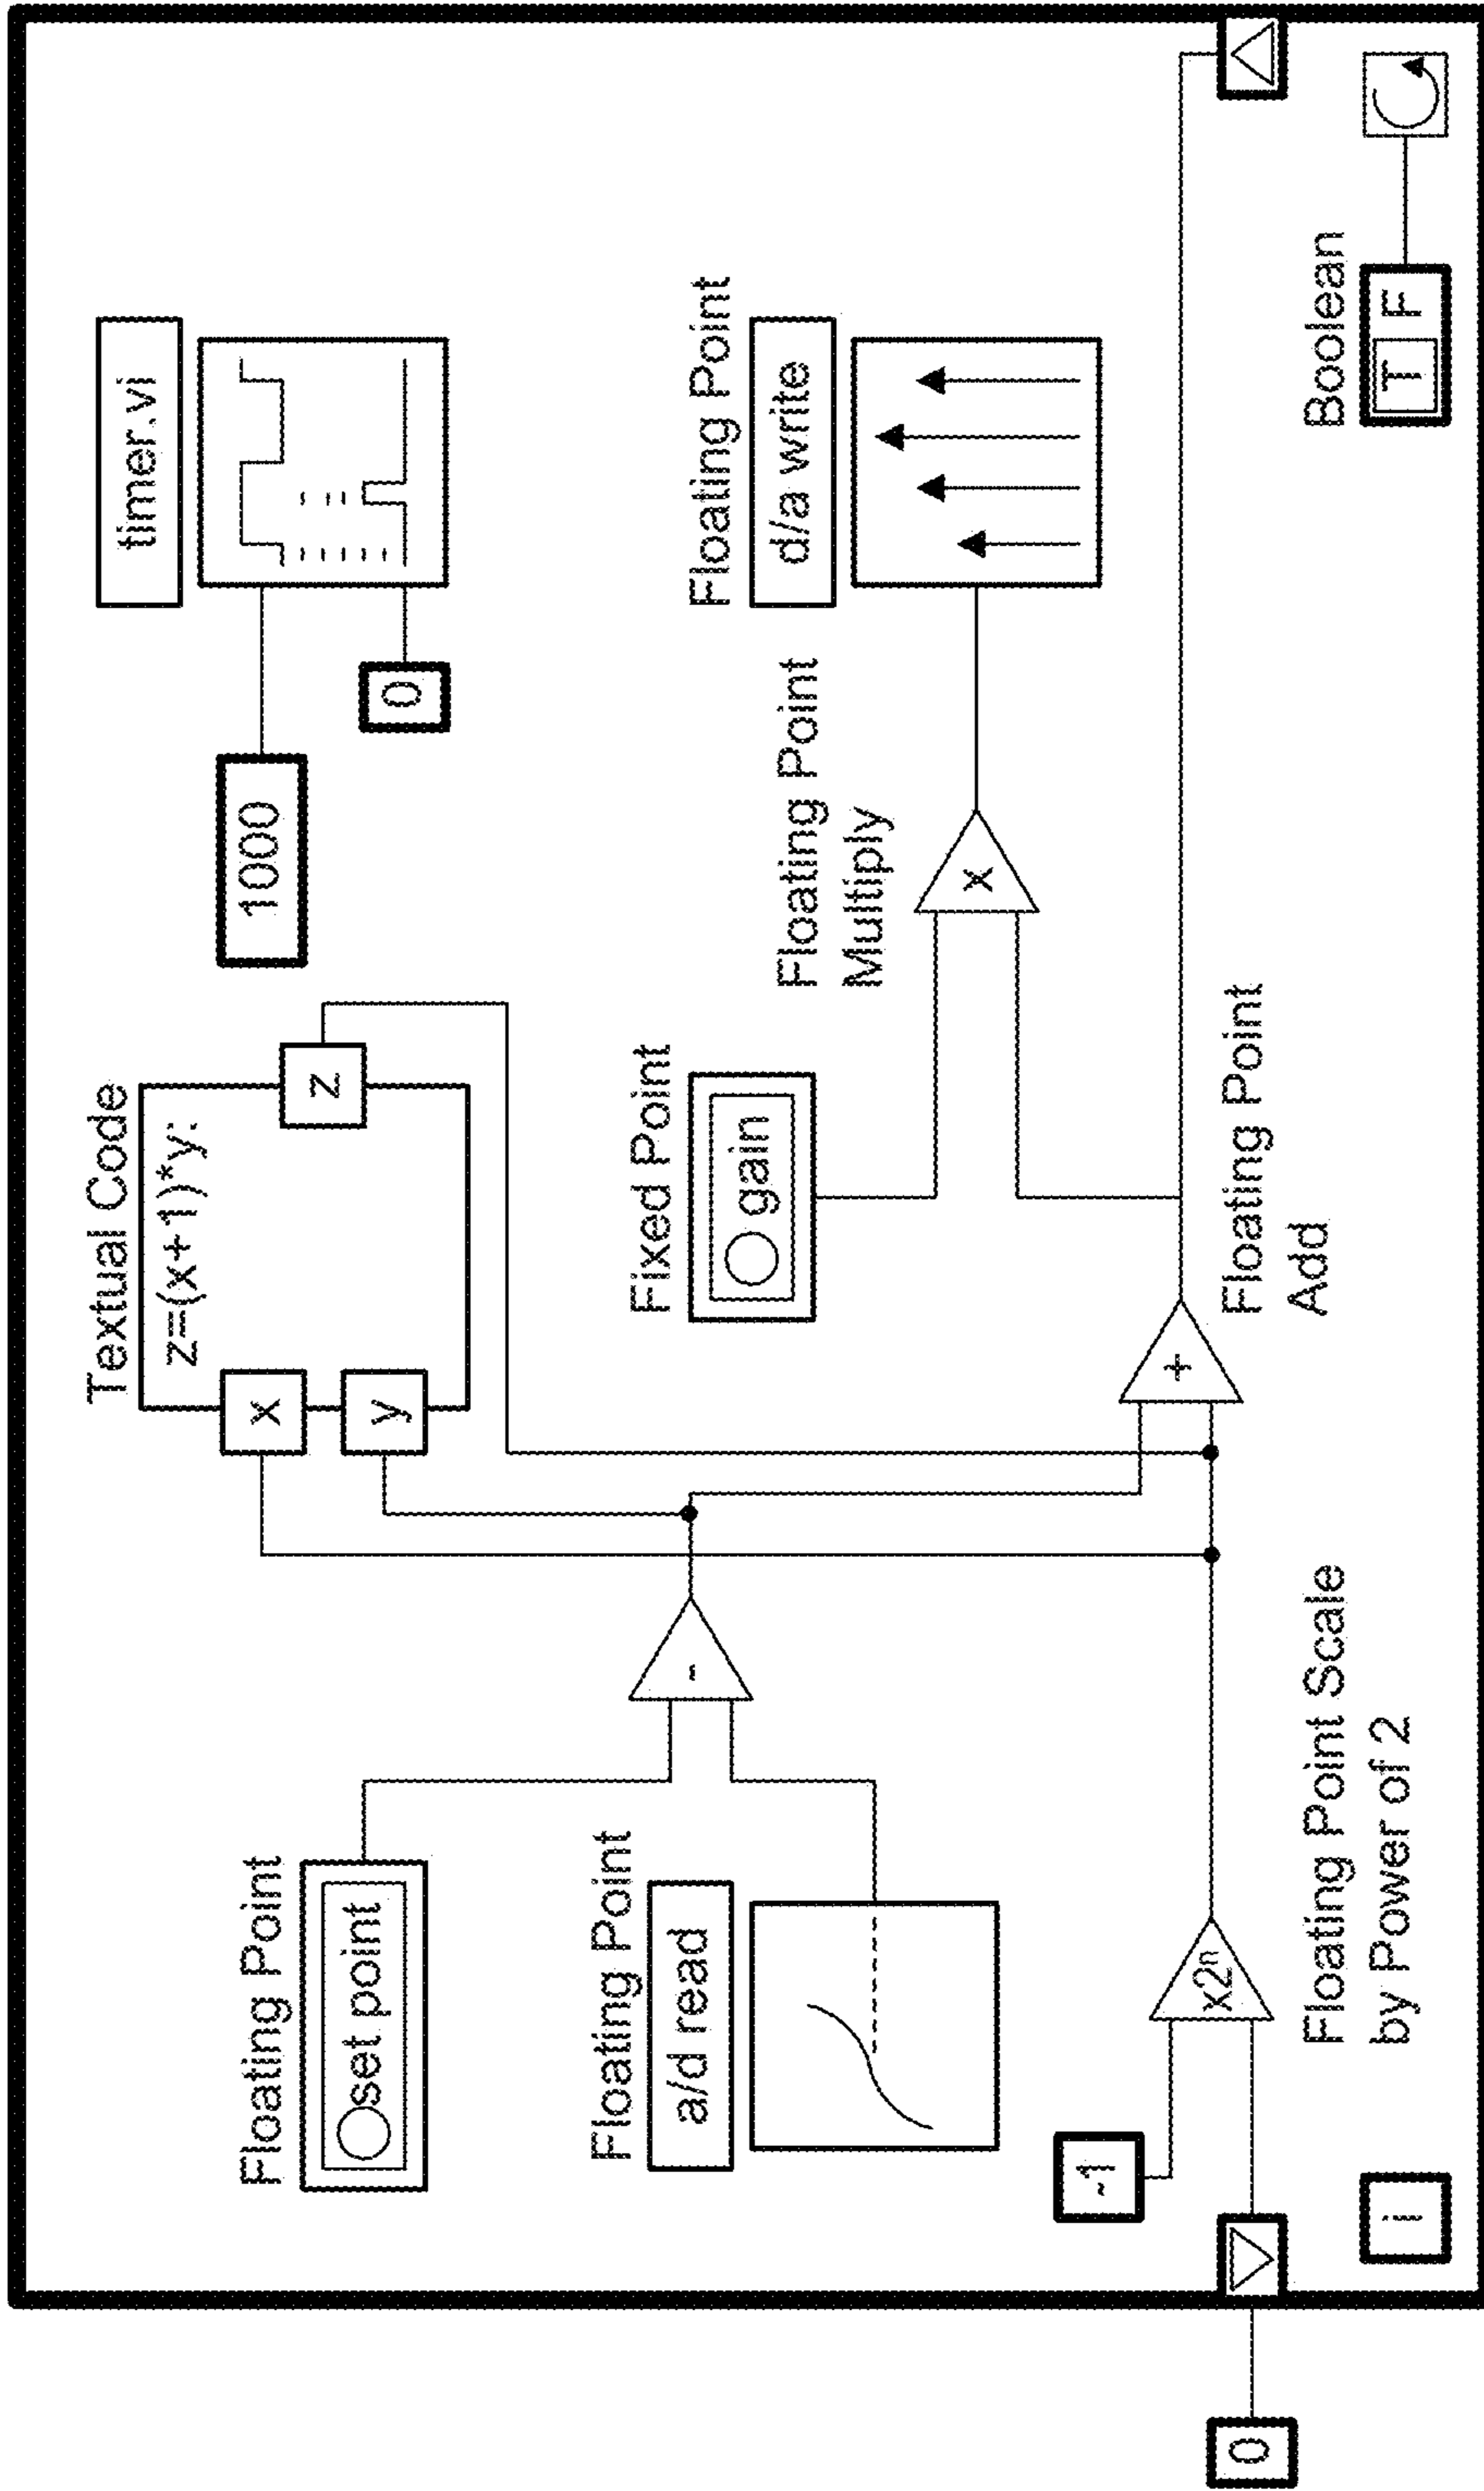 Textual Code
z=(x+1)*y:
x
y
z
1000
0
timer.vi
Floating Point
set point
Floating Point
a/d read
-
Fixed Point
gain
Floating Point
Multiply
x
Floating Point
d/a write
-1
x2ⁿ
Floating Point Scale
by Power of 2
+
Floating Point
Add
0
i
Boolean
T F